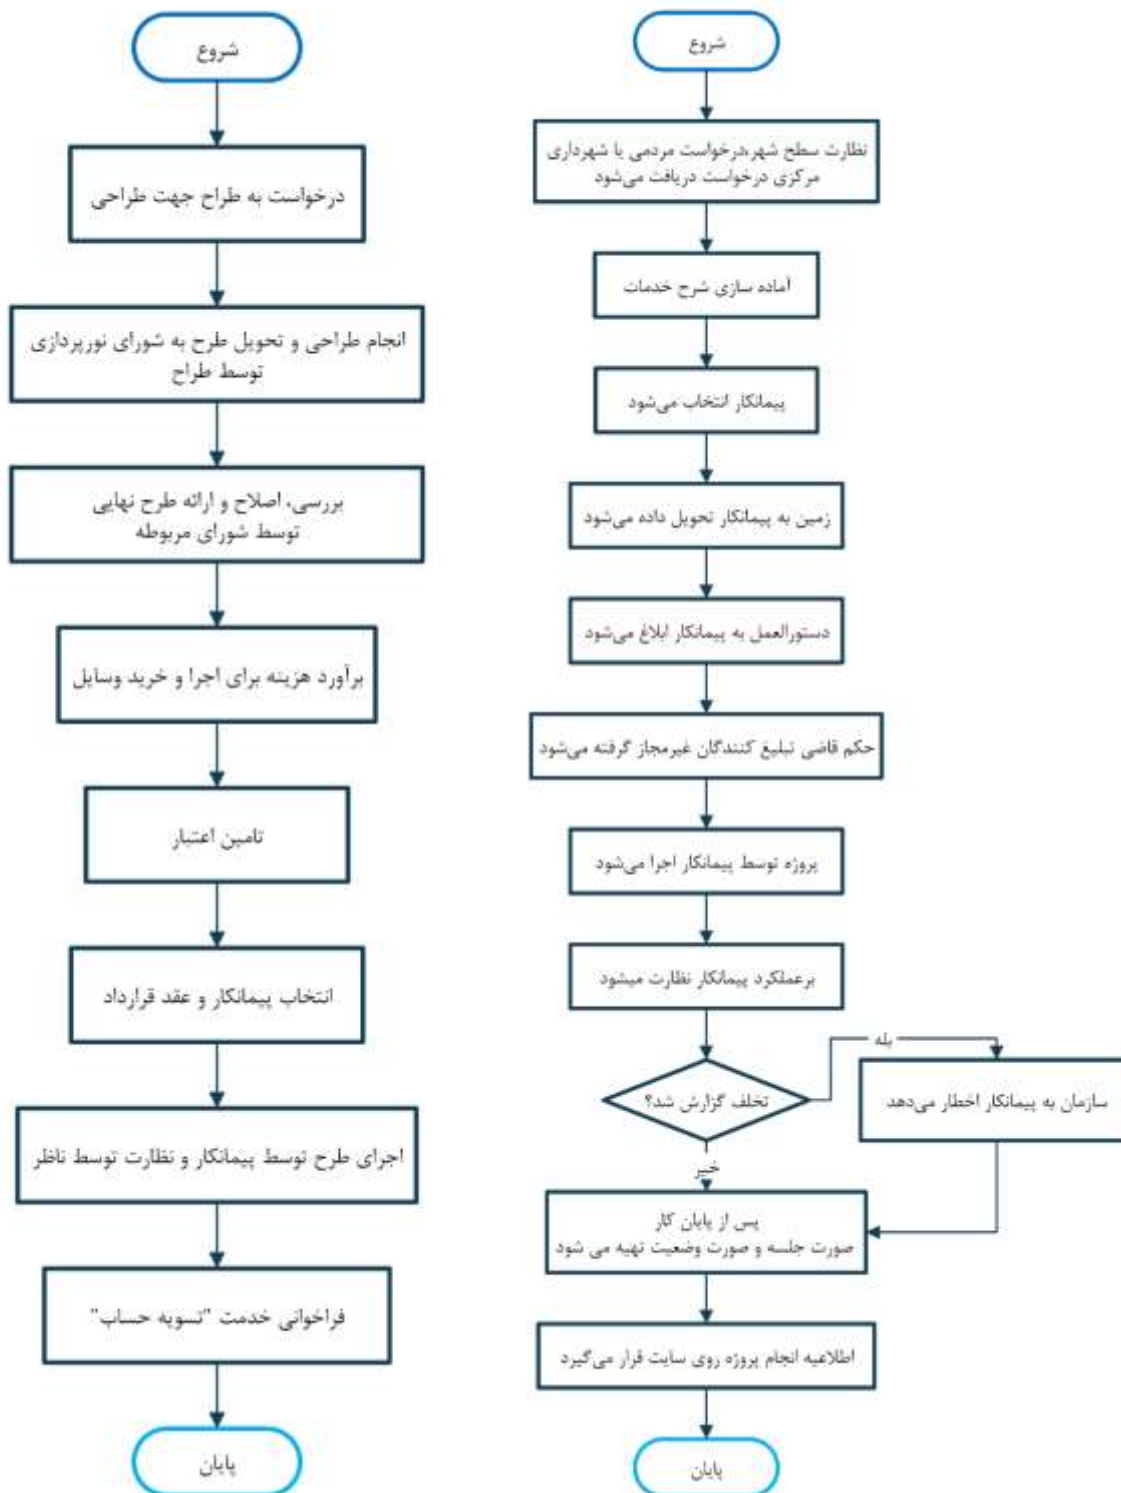 شروع
نظارت سطح شهر،درخواست مردمی یا شهرداری
مرکزی درخواست دریافت می‌شود
آماده سازی شرح خدمات
پیمانکار انتخاب می‌شود
زمین به پیمانکار تحویل داده می‌شود
دستورالعمل به پیمانکار ابلاغ می‌شود
حکم قاضی تبلیغ کنندگان غیرمجاز گرفته می‌شود
پروژه توسط پیمانکار اجرا می‌شود
برعملکرد پیمانکار نظارت میشود
تخلف گزارش شد؟
بله
سازمان به پیمانکار اخطار می‌دهد
خیر
پس از پایان کار
صورت جلسه و صورت وضعیت تهیه می شود
اطلاعیه انجام پروژه روی سایت قرار می‌گیرد
پایان
شروع
درخواست به طراح جهت طراحی
انجام طراحی و تحویل طرح به شورای نورپردازی
توسط طراح
بررسی، اصلاح و ارائه طرح نهایی
توسط شورای مربوطه
برآورد هزینه برای اجرا و خرید وسایل
تامین اعتبار
انتخاب پیمانکار و عقد قرارداد
اجرای طرح توسط پیمانکار و نظارت توسط ناظر
فراخوانی خدمت "تسویه حساب"
پایان